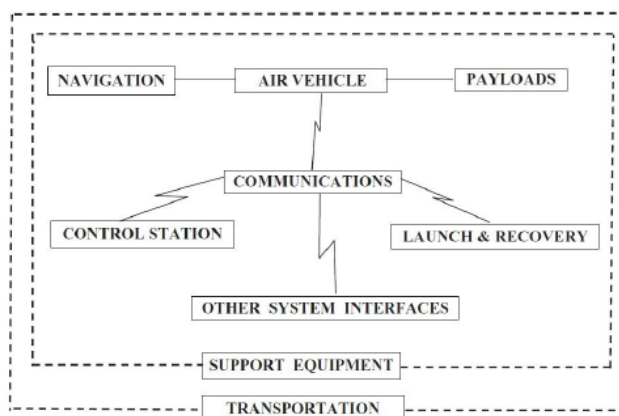 NAVIGATION
AIR VEHICLE
PAYLOADS
COMMUNICATIONS
CONTROL STATION
LAUNCH & RECOVERY
OTHER SYSTEM INTERFACES
SUPPORT EQUIPMENT
TRANSPORTATION